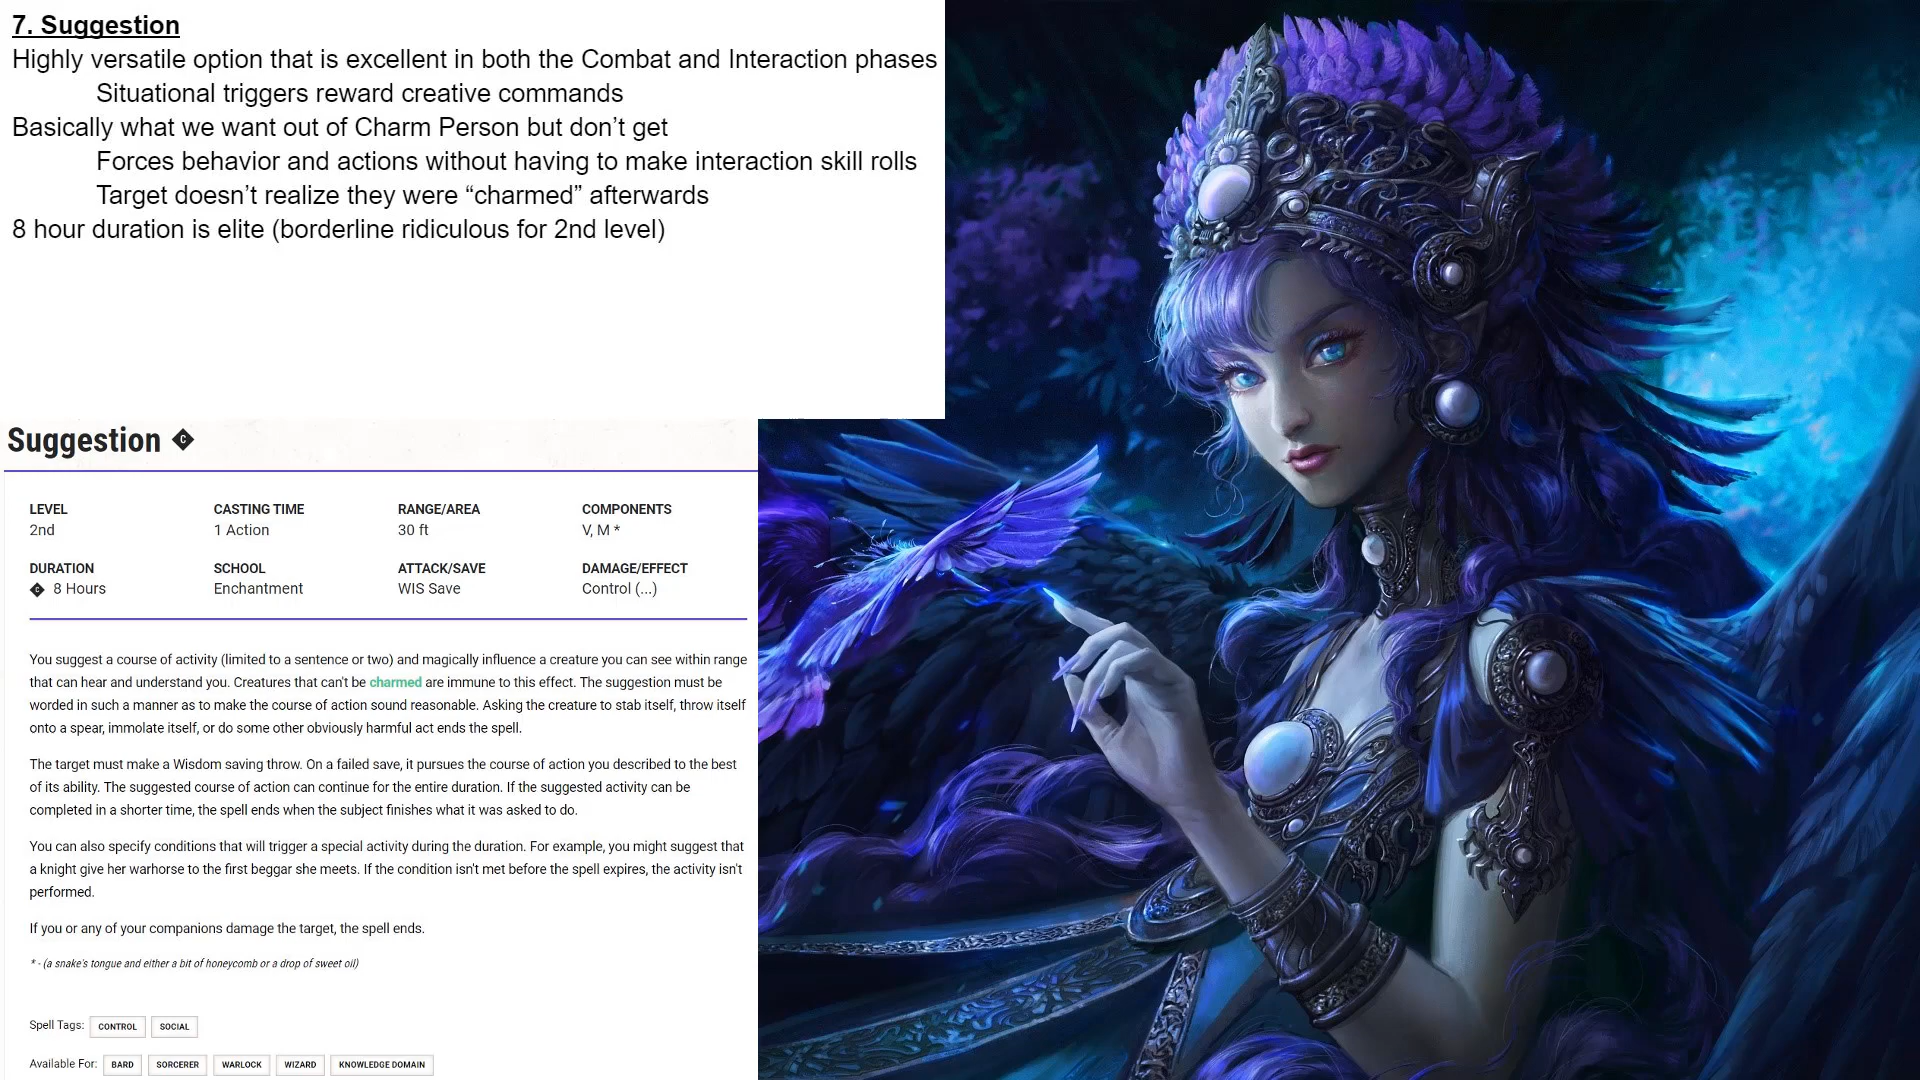 7. Suggestion
Highly versatile option that is excellent in both the Combat and Interaction phases
Situational triggers reward creative commands
Basically what we want out of Charm Person but don’t get
Forces behavior and actions without having to make interaction skill rolls
Target doesn’t realize they were “charmed” afterwards
8 hour duration is elite (borderline ridiculous for 2nd level)
Suggestion C
LEVEL CASTING TIME RANGE/AREA COMPONENTS
2nd 1 Action 30 ft V, M *
DURATION SCHOOL ATTACK/SAVE DAMAGE/EFFECT
C 8 Hours Enchantment WIS Save Control (...)
You suggest a course of activity (limited to a sentence or two) and magically influence a creature you can see within range
that can hear and understand you. Creatures that can't be charmed are immune to this effect. The suggestion must be
worded in such a manner as to make the course of action sound reasonable. Asking the creature to stab itself, throw itself
onto a spear, immolate itself, or do some other obviously harmful act ends the spell.
The target must make a Wisdom saving throw. On a failed save, it pursues the course of action you described to the best
of its ability. The suggested course of action can continue for the entire duration. If the suggested activity can be
completed in a shorter time, the spell ends when the subject finishes what it was asked to do.
You can also specify conditions that will trigger a special activity during the duration. For example, you might suggest that
a knight give her warhorse to the first beggar she meets. If the condition isn't met before the spell expires, the activity isn't
performed.
If you or any of your companions damage the target, the spell ends.
* - (a snake's tongue and either a bit of honeycomb or a drop of sweet oil)
Spell Tags: CONTROL SOCIAL
Available For: BARD SORCERER WARLOCK WIZARD KNOWLEDGE DOMAIN